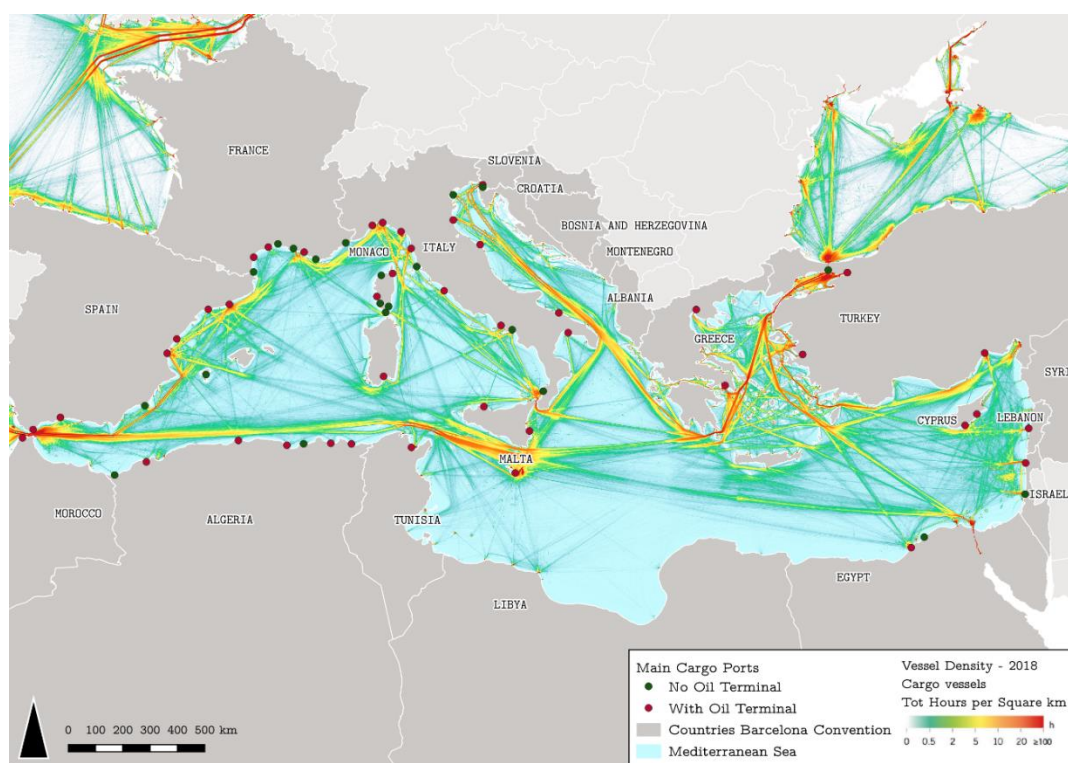 SLOVENIA
FRANCE
CROATIA
BOSNIA AND HERZEGOVINA
MONACO
ITALY
MONTENEGRO
ALBANIA
SPAIN
TURKEY
GREECE
SYRI
CYPRUS
LEBANON
MALTA
ISRAEL
MOROCCO
ALGERIA
TUNISIA
EGYPT
LIBYA
Main Cargo Ports
No Oil Terminal
With Oil Terminal
Countries Barcelona Convention
Mediterranean Sea
Vessel Density - 2018
Cargo vessels
Tot Hours per Square km
h
0 0.5 2 5 10 20 ≥100
0 100 200 300 400 500 km